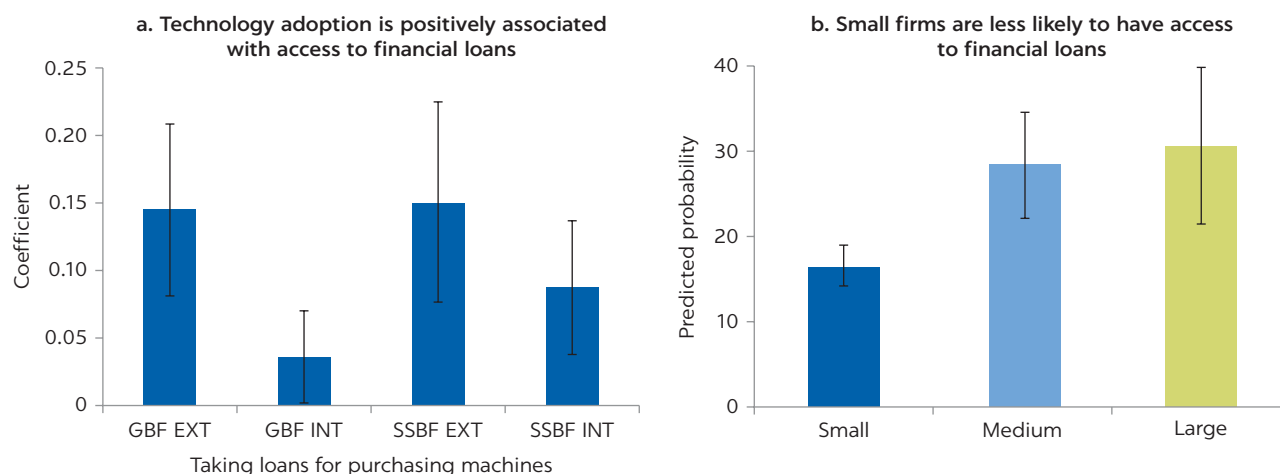 a. Technology adoption is positively associated
with access to financial loans
0.25
0.20
0.15
0.10
0.05
0
Coefficient
GBF EXT
GBF INT
SSBF EXT
SSBF INT
Taking loans for purchasing machines
b. Small firms are less likely to have access
to financial loans
40
30
20
10
0
Predicted probability
Small
Medium
Large